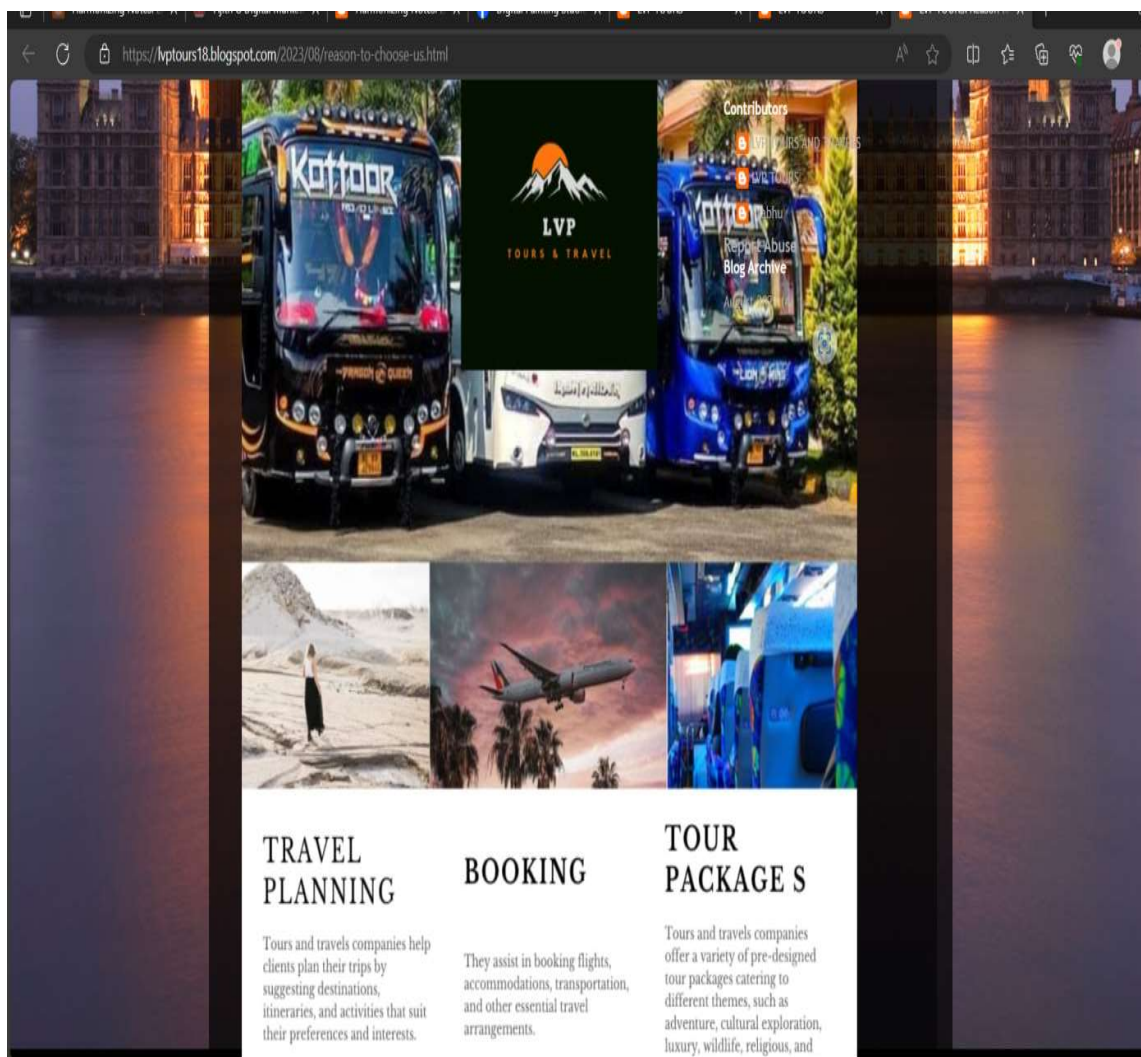 https://lvptours18.blogspot.com/2023/08/reason-to-choose-us.html
Contributors
LVP TOURS
Report Abuse
Blog Archive
KOTTOOR
LVP
TOURS & TRAVEL
TRAVEL
PLANNING
Tours and travels companies help
clients plan their trips by
suggesting destinations,
itineraries, and activities that suit
their preferences and interests.
BOOKING
They assist in booking flights,
accommodations, transportation,
and other essential travel
arrangements.
TOUR
PACKAGE S
Tours and travels companies
offer a variety of pre-designed
tour packages catering to
different themes, such as
adventure, cultural exploration,
luxury, wildlife, religious, and